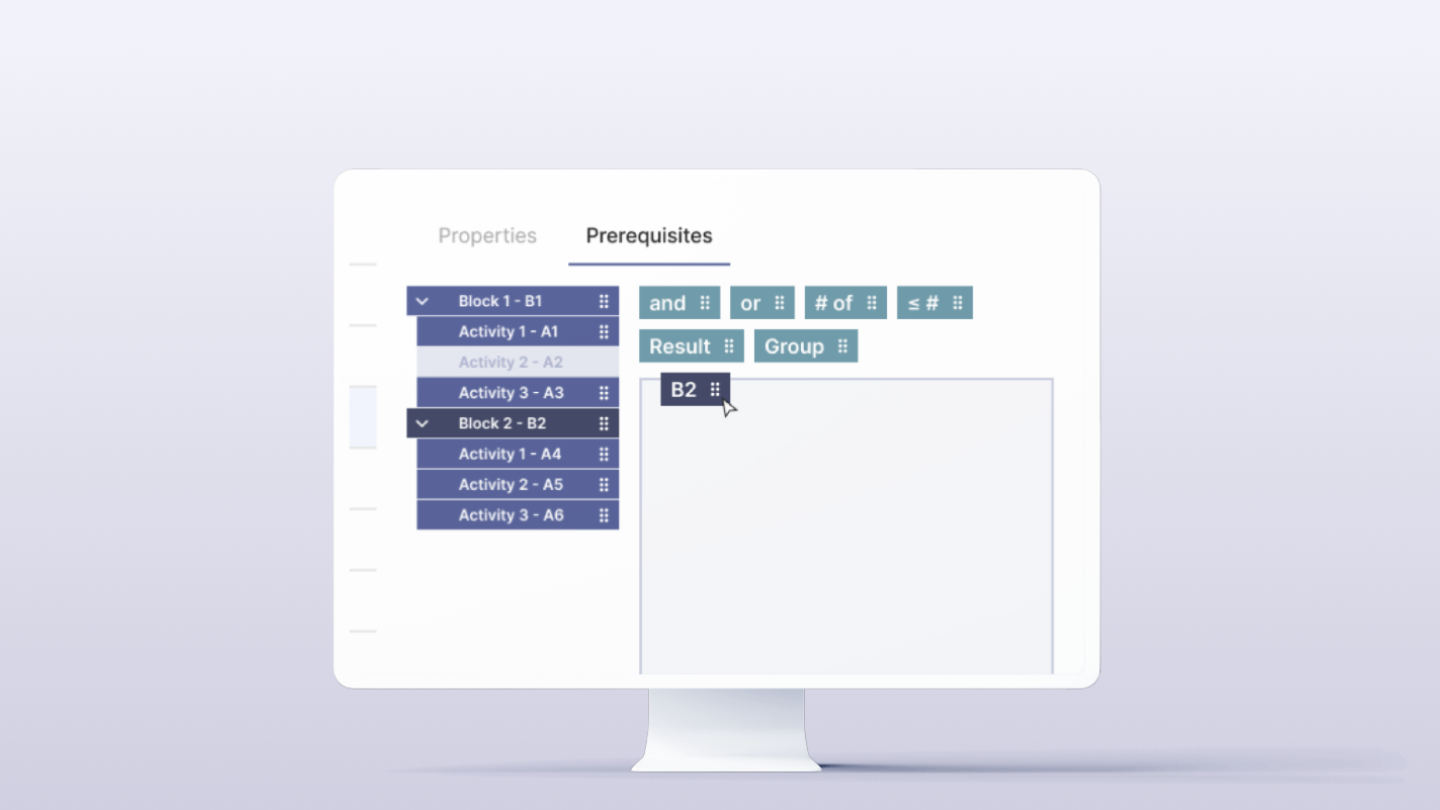 Properties Prerequisites
Block 1 - B1
Activity 1 - A1
Activity 2 - A2
Activity 3 - A3
Block 2 - B2
Activity 1 - A4
Activity 2 - A5
Activity 3 - A6
and or # of ≤ #
Result Group
B2